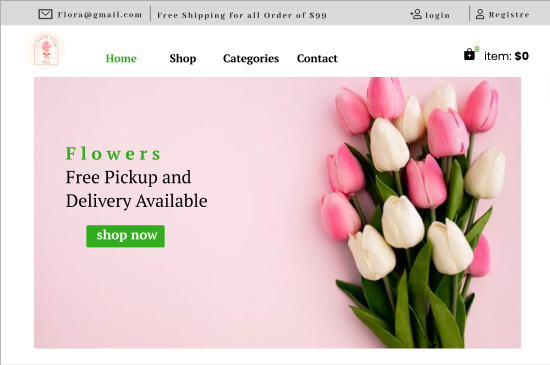 Flora@gmail.com Free Shipping for all Order of $99 login Registre
Home Shop Categories Contact 0 item: $0
Flowers
Free Pickup and
Delivery Available
shop now